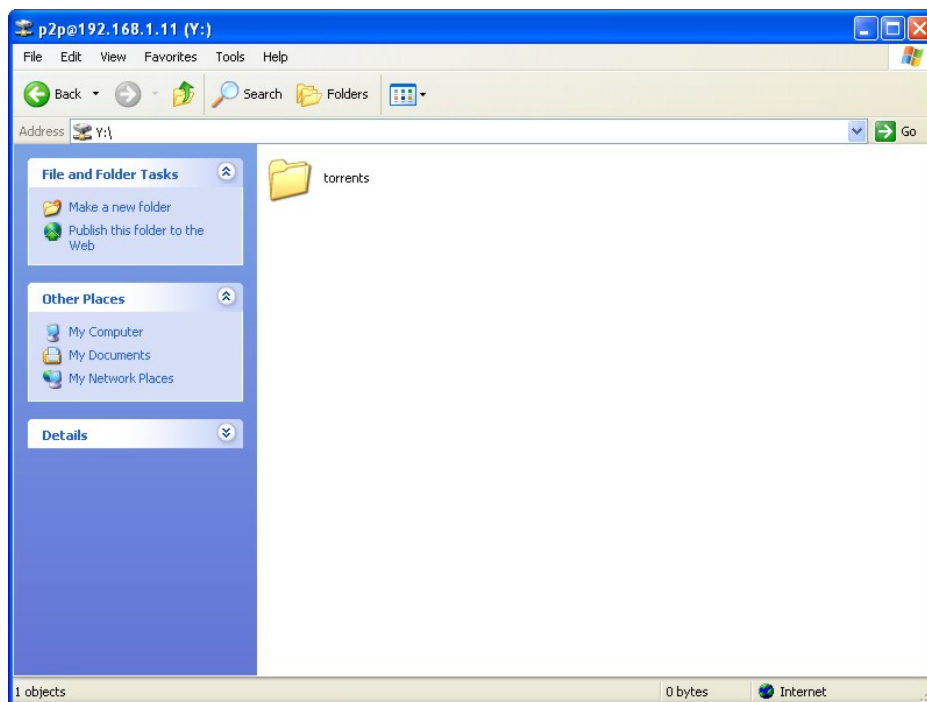 p2p@192.168.1.11 (Y:)
File Edit View Favorites Tools Help
Back Search Folders
Address Y:\ Go
File and Folder Tasks
Make a new folder
Publish this folder to the
Web
Other Places
My Computer
My Documents
My Network Places
Details
torrents
1 objects 0 bytes Internet